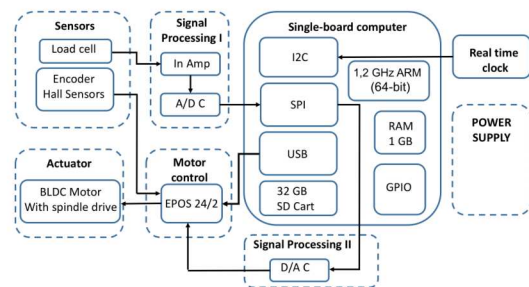 Sensors
Load cell
Encoder
Hall Sensors
Signal
Processing I
In Amp
A/D C
Single-board computer
I2C
1,2 GHz ARM
(64-bit)
SPI
RAM
1 GB
USB
32 GB
SD Cart
GPIO
Real time
clock
POWER
SUPPLY
Actuator
BLDC Motor
With spindle drive
Motor
control
EPOS 24/2
Signal Processing II
D/A C